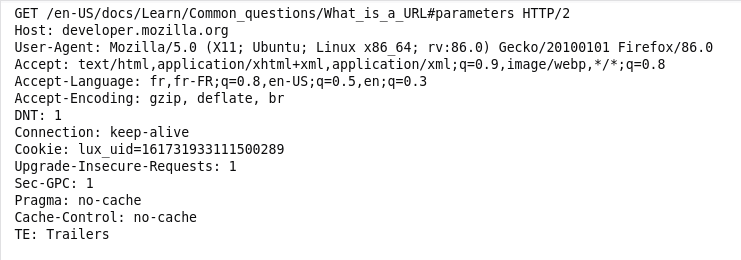 GET /en-US/docs/Learn/Common_questions/What_is_a_URL#parameters HTTP/2
Host: developer.mozilla.org
User-Agent: Mozilla/5.0 (X11; Ubuntu; Linux x86_64; rv:86.0) Gecko/20100101 Firefox/86.0
Accept: text/html,application/xhtml+xml,application/xml;q=0.9,image/webp,*/*;q=0.8
Accept-Language: fr,fr-FR;q=0.8,en-US;q=0.5,en;q=0.3
Accept-Encoding: gzip, deflate, br
DNT: 1
Connection: keep-alive
Cookie: lux_uid=161731933111500289
Upgrade-Insecure-Requests: 1
Sec-GPC: 1
Pragma: no-cache
Cache-Control: no-cache
TE: Trailers